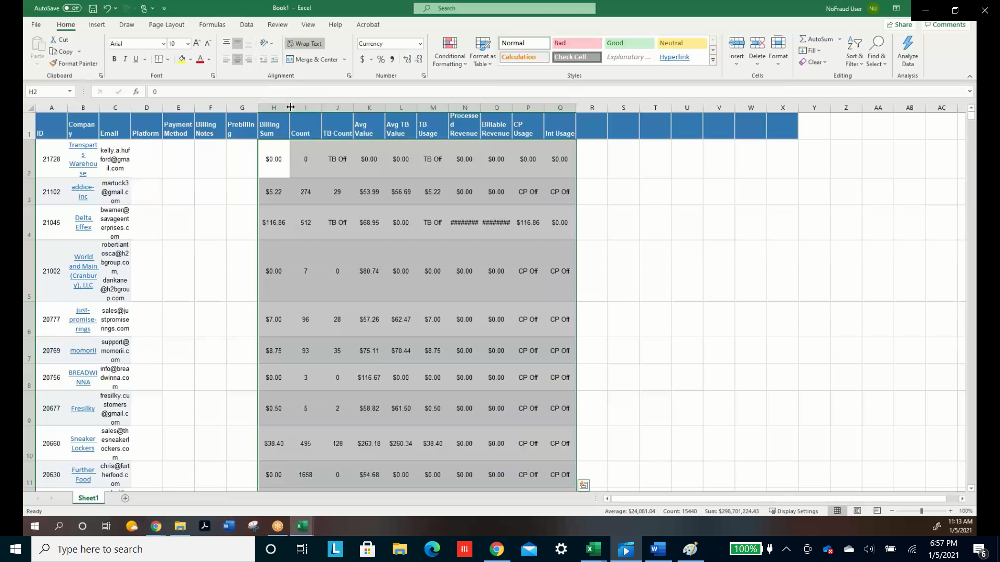 AutoSave Off
Book1 - Excel
Search
NoFraud User NU
File Home Insert Draw Page Layout Formulas Data Review View Help Acrobat
Share Comments
Paste
Cut
Copy
Format Painter
Clipboard
Arial 10
B I U
Font
Wrap Text
Merge & Center
Alignment
Currency
$ % ,
Number
Conditional Formatting
Format as Table
Normal Bad Good Neutral
Calculation Check Cell Explanatory ... Hyperlink
Styles
Insert Delete Format
Cells
AutoSum
Fill
Clear
Sort & Filter
Find & Select
Editing
Analyze Data
Analysis
H2 fx 0
A B C D E F G H I J K L M N O P Q R S T U V W X Y Z AA AB AC
1 ID Company Email Platform Payment Method Billing Notes Prebilling Billing Sum Count TB Count Avg Value Avg TB Value TB Usage Processed Revenue Billable Revenue CP Usage Int Usage
2 21728 Transparts Warehouse kelly.a.hufford@gmail.com $0.00 0 TB Off $0.00 $0.00 TB Off $0.00 $0.00 $0.00 $0.00
3 21102 addice-inc martuck3@gmail.com $5.22 274 29 $53.99 $56.69 $5.22 $0.00 $0.00 CP Off CP Off
4 21045 Delta Effex bwarner@savageenterprises.com $116.86 512 TB Off $68.95 $0.00 TB Off ######## ######## $116.86 $0.00
5 21002 World and Main (Cranbury), LLC robertiantosca@h2bgroup.com, dankane@h2bgroup.com $0.00 7 0 $80.74 $0.00 $0.00 $0.00 $0.00 CP Off CP Off
6 20777 just-promise-rings sales@justpromiserings.com $7.00 96 28 $57.26 $62.47 $7.00 $0.00 $0.00 CP Off CP Off
7 20769 momorii support@momorii.com $8.75 93 35 $75.11 $70.44 $8.75 $0.00 $0.00 CP Off CP Off
8 20756 BREADWINNA info@breadwinna.com $0.00 3 0 $116.67 $0.00 $0.00 $0.00 $0.00 CP Off CP Off
9 20677 Fresilky fresilky.customers@gmail.com $0.50 5 2 $58.82 $61.50 $0.50 $0.00 $0.00 CP Off CP Off
10 20660 Sneaker Lockers sales@thesneakerlockers.com $38.40 495 128 $263.18 $260.34 $38.40 $0.00 $0.00 CP Off CP Off
11 20630 Further Food chris@furtherfood.com $0.00 1658 0 $54.68 $0.00 $0.00 $0.00 $0.00 CP Off CP Off
Sheet1
Ready
Average: $24,081.04 Count: 15440 Sum: $298,701,224.43 Display Settings 100%
11:13 AM
1/5/2021
Type here to search
100%
6:57 PM
1/5/2021
6